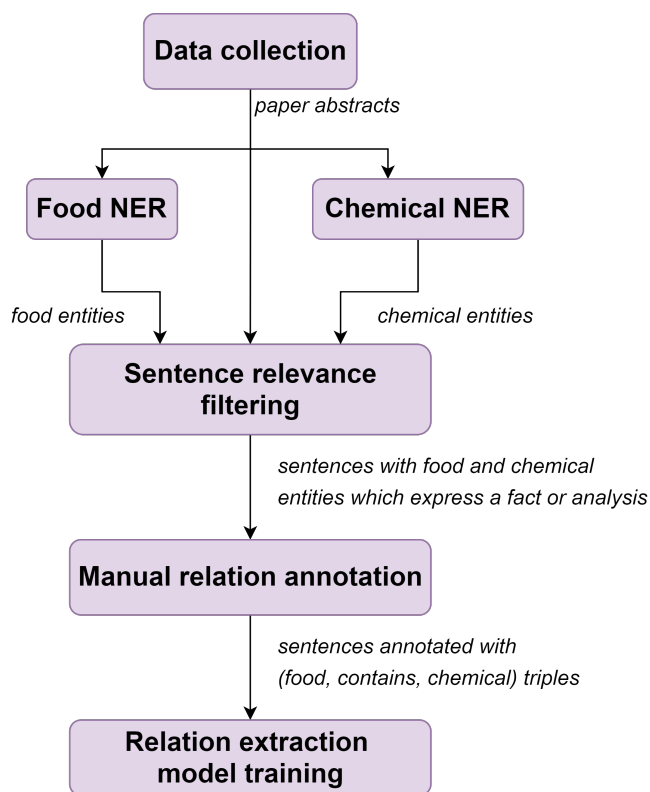 Data collection
paper abstracts
Food NER
Chemical NER
food entities
chemical entities
Sentence relevance
filtering
sentences with food and chemical
entities which express a fact or analysis
Manual relation annotation
sentences annotated with
(food, contains, chemical) triples
Relation extraction
model training